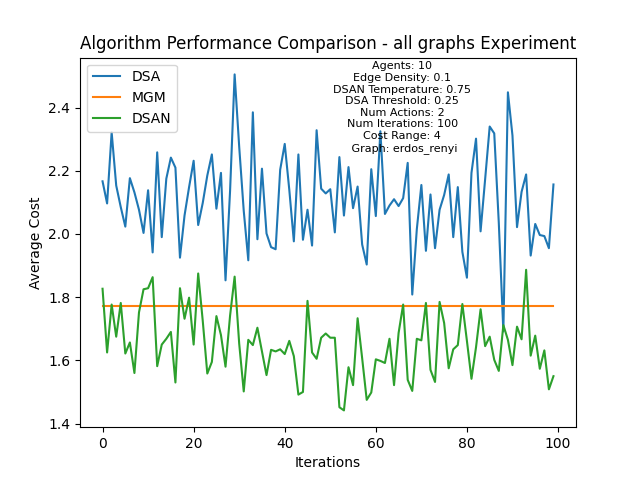 Algorithm Performance Comparison - all graphs Experiment
DSA
MGM
DSAN
Agents: 10
Edge Density: 0.1
DSAN Temperature: 0.75
DSA Threshold: 0.25
Num Actions: 2
Num Iterations: 100
Cost Range: 4
Graph: erdos_renyi
Average Cost
2.4
2.2
2.0
1.8
1.6
1.4
0
20
40
60
80
100
Iterations